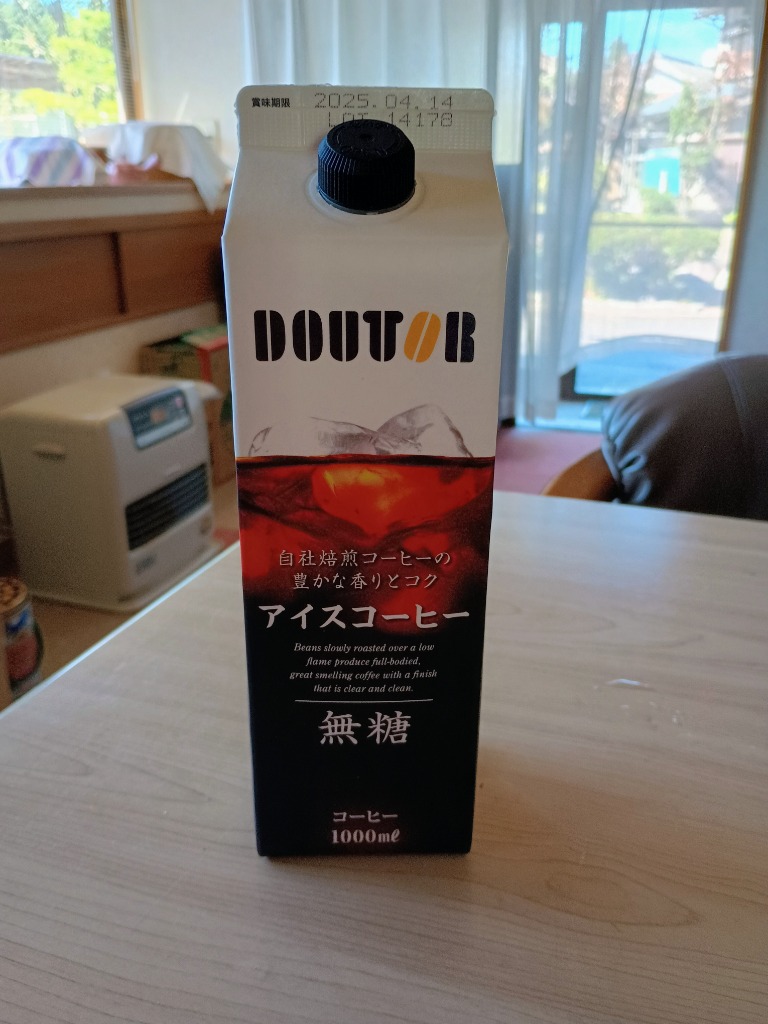 賞味期限 2025.04.14
LOT 14178
DOUTOR
自社焙煎コーヒーの
豊かな香りとコク
アイスコーヒー
Beans slowly roasted over a low
flame produce full-bodied,
great smelling coffee with a finish
that is clear and clean.
無糖
コーヒー
1000mℓ